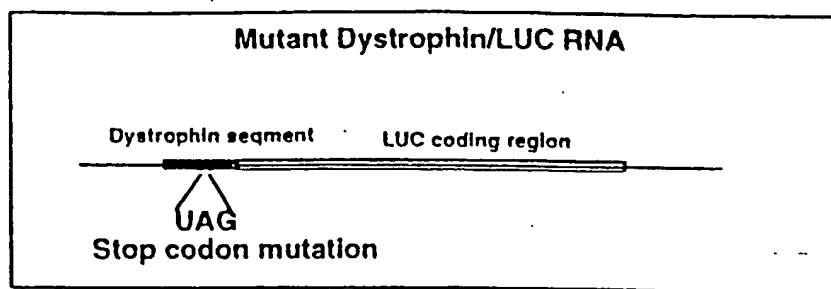 Mutant Dystrophin/LUC RNA
Dystrophin seqment LUC coding region
UAG
Stop codon mutation